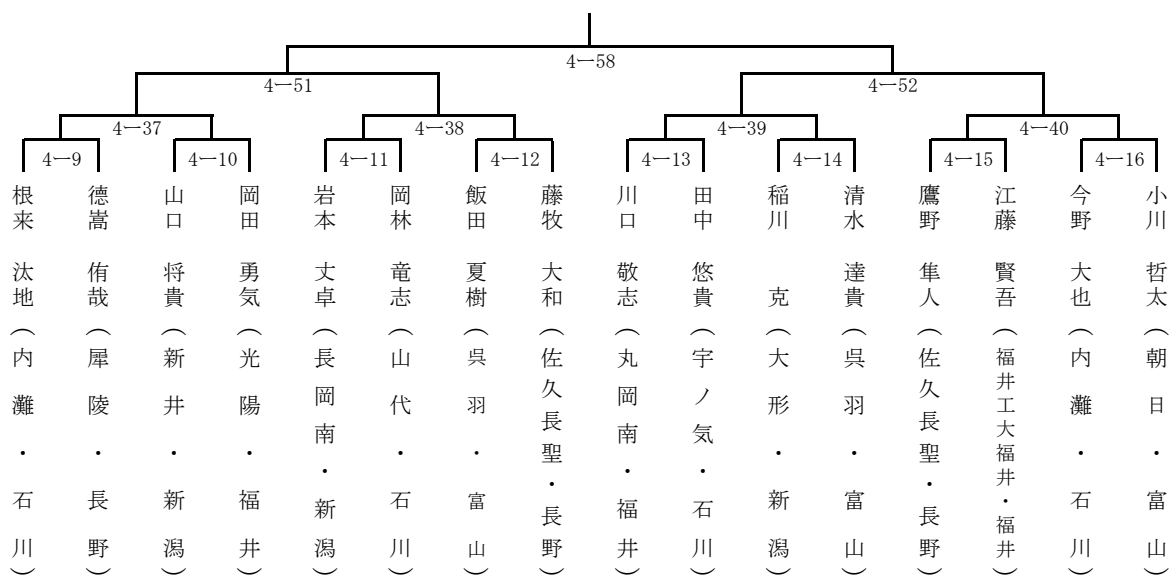 4―58
4―51
4―52
4―37
4―38
4―39
4―40
4―9
4―10
4―11
4―12
4―13
4―14
4―15
4―16
根来 汰地(内灘・石川)
德嵩 侑哉(犀陵・長野)
山口 将貴(新井・新潟)
岡田 勇気(光陽・福井)
岩本 丈卓(長岡南・新潟)
岡林 竜志(山代・石川)
飯田 夏樹(呉羽・富山)
藤牧 大和(佐久長聖・長野)
川口 敬志(丸岡南・福井)
田中 悠貴(宇ノ気・石川)
稲川 克(大形・新潟)
清水 達貴(呉羽・富山)
鷹野 隼人(佐久長聖・長野)
江藤 賢吾(福井工大福井・福井)
今野 大也(内灘・石川)
小川 哲太(朝日・富山)